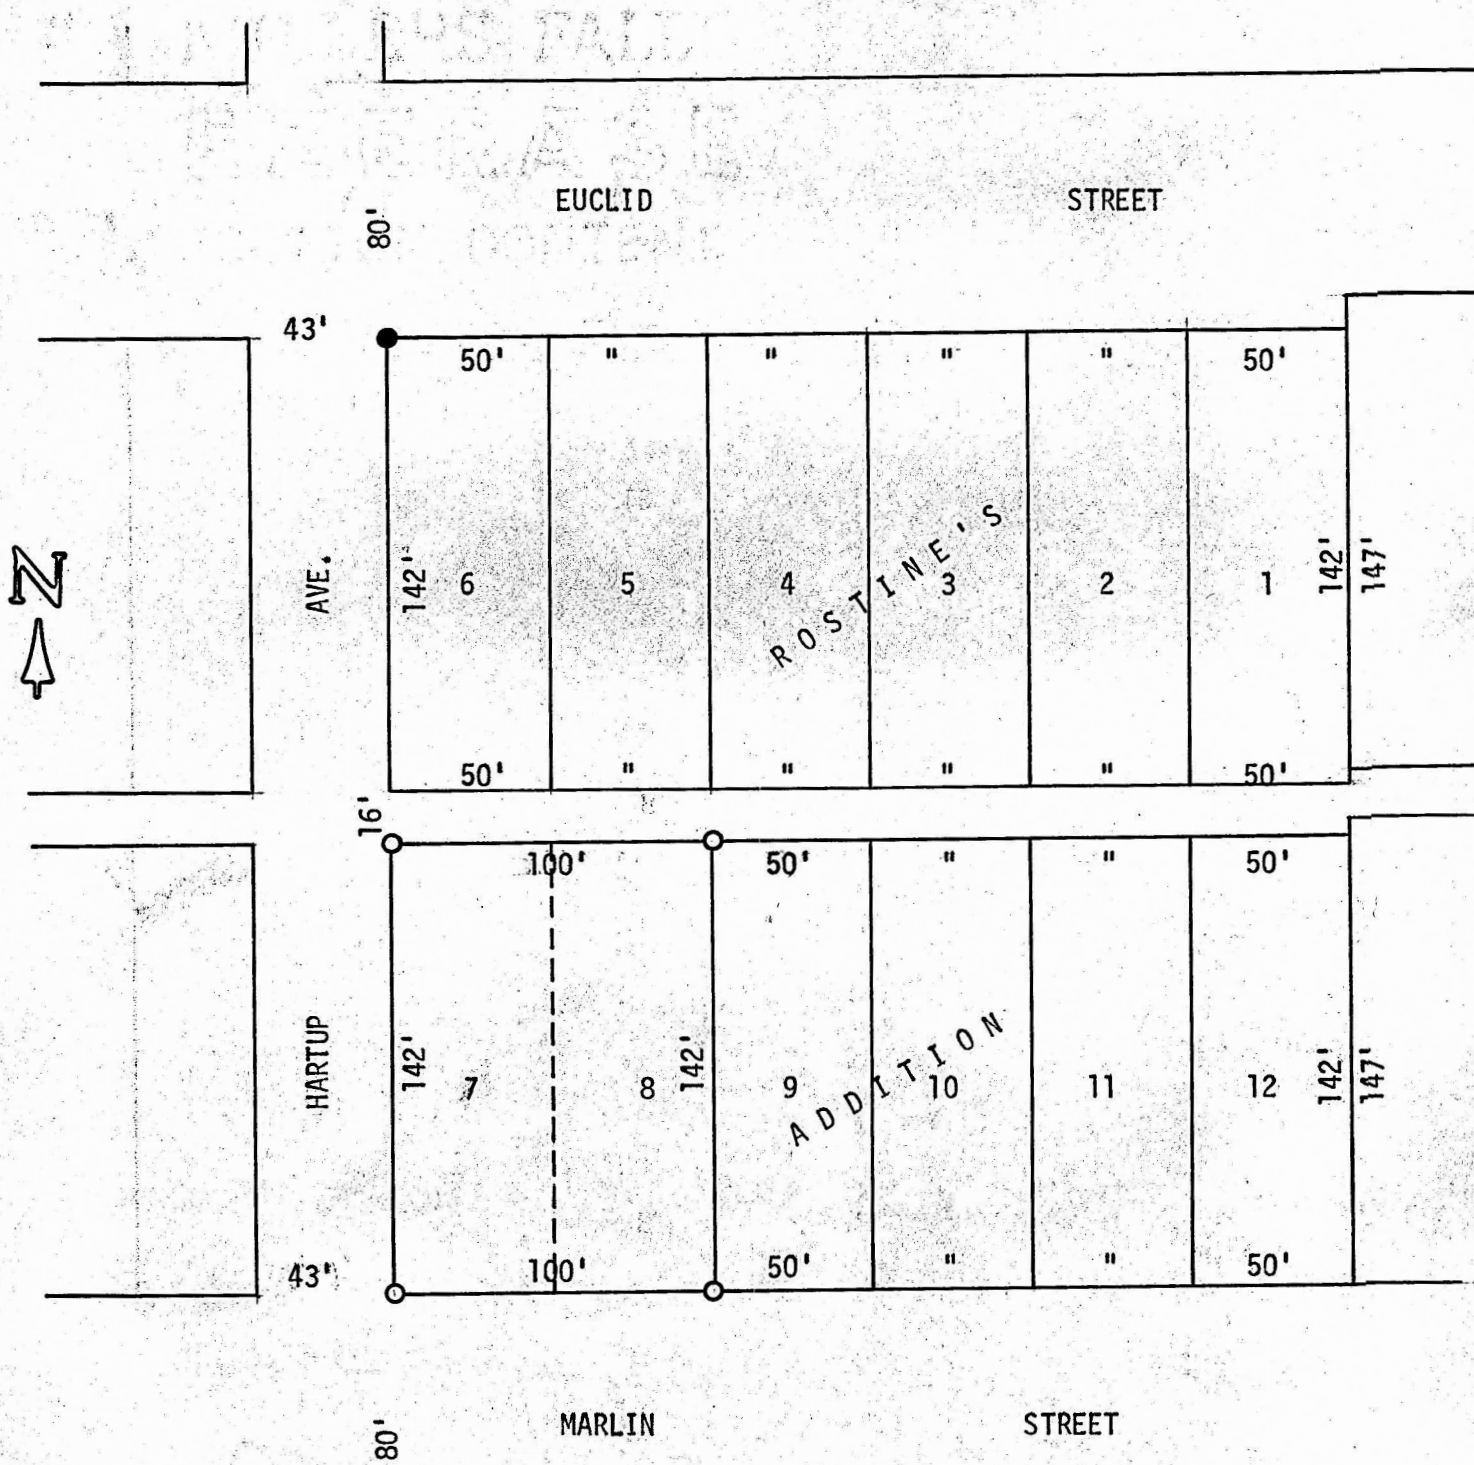 EUCLID STREET
80'
43'
50' " " " " 50'
N
AVE.
142' 6 5 4 3 2 1 142' 147'
ROSTINE'S
50' " " " " 50'
16'
100' 50' " " 50'
HARTUP
142' 7 8 142' 9 10 11 12 142' 147'
ADDITION
43'
100' 50' " " 50'
MARLIN STREET
80'